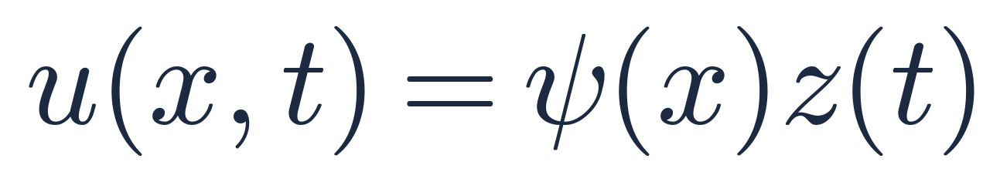 u(x, t) = ψ(x)z(t)